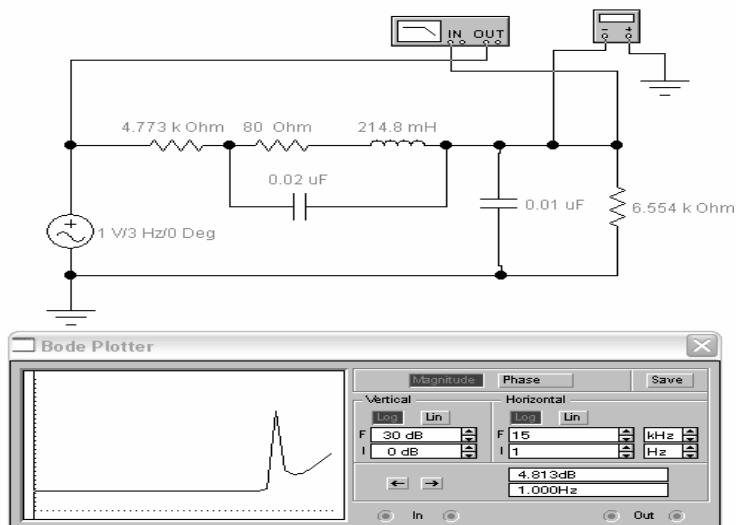 IN OUT
- +
4.773 k Ohm 80 Ohm 214.8 mH
0.02 uF
0.01 uF
6.554 k Ohm
1 V/3 Hz/0 Deg
Bode Plotter
Magnitude Phase Save
Vertical Horizontal
Log Lin Log Lin
F 30 dB F 15 kHz
I 0 dB I 1 Hz
4.813dB
1.000Hz
In Out